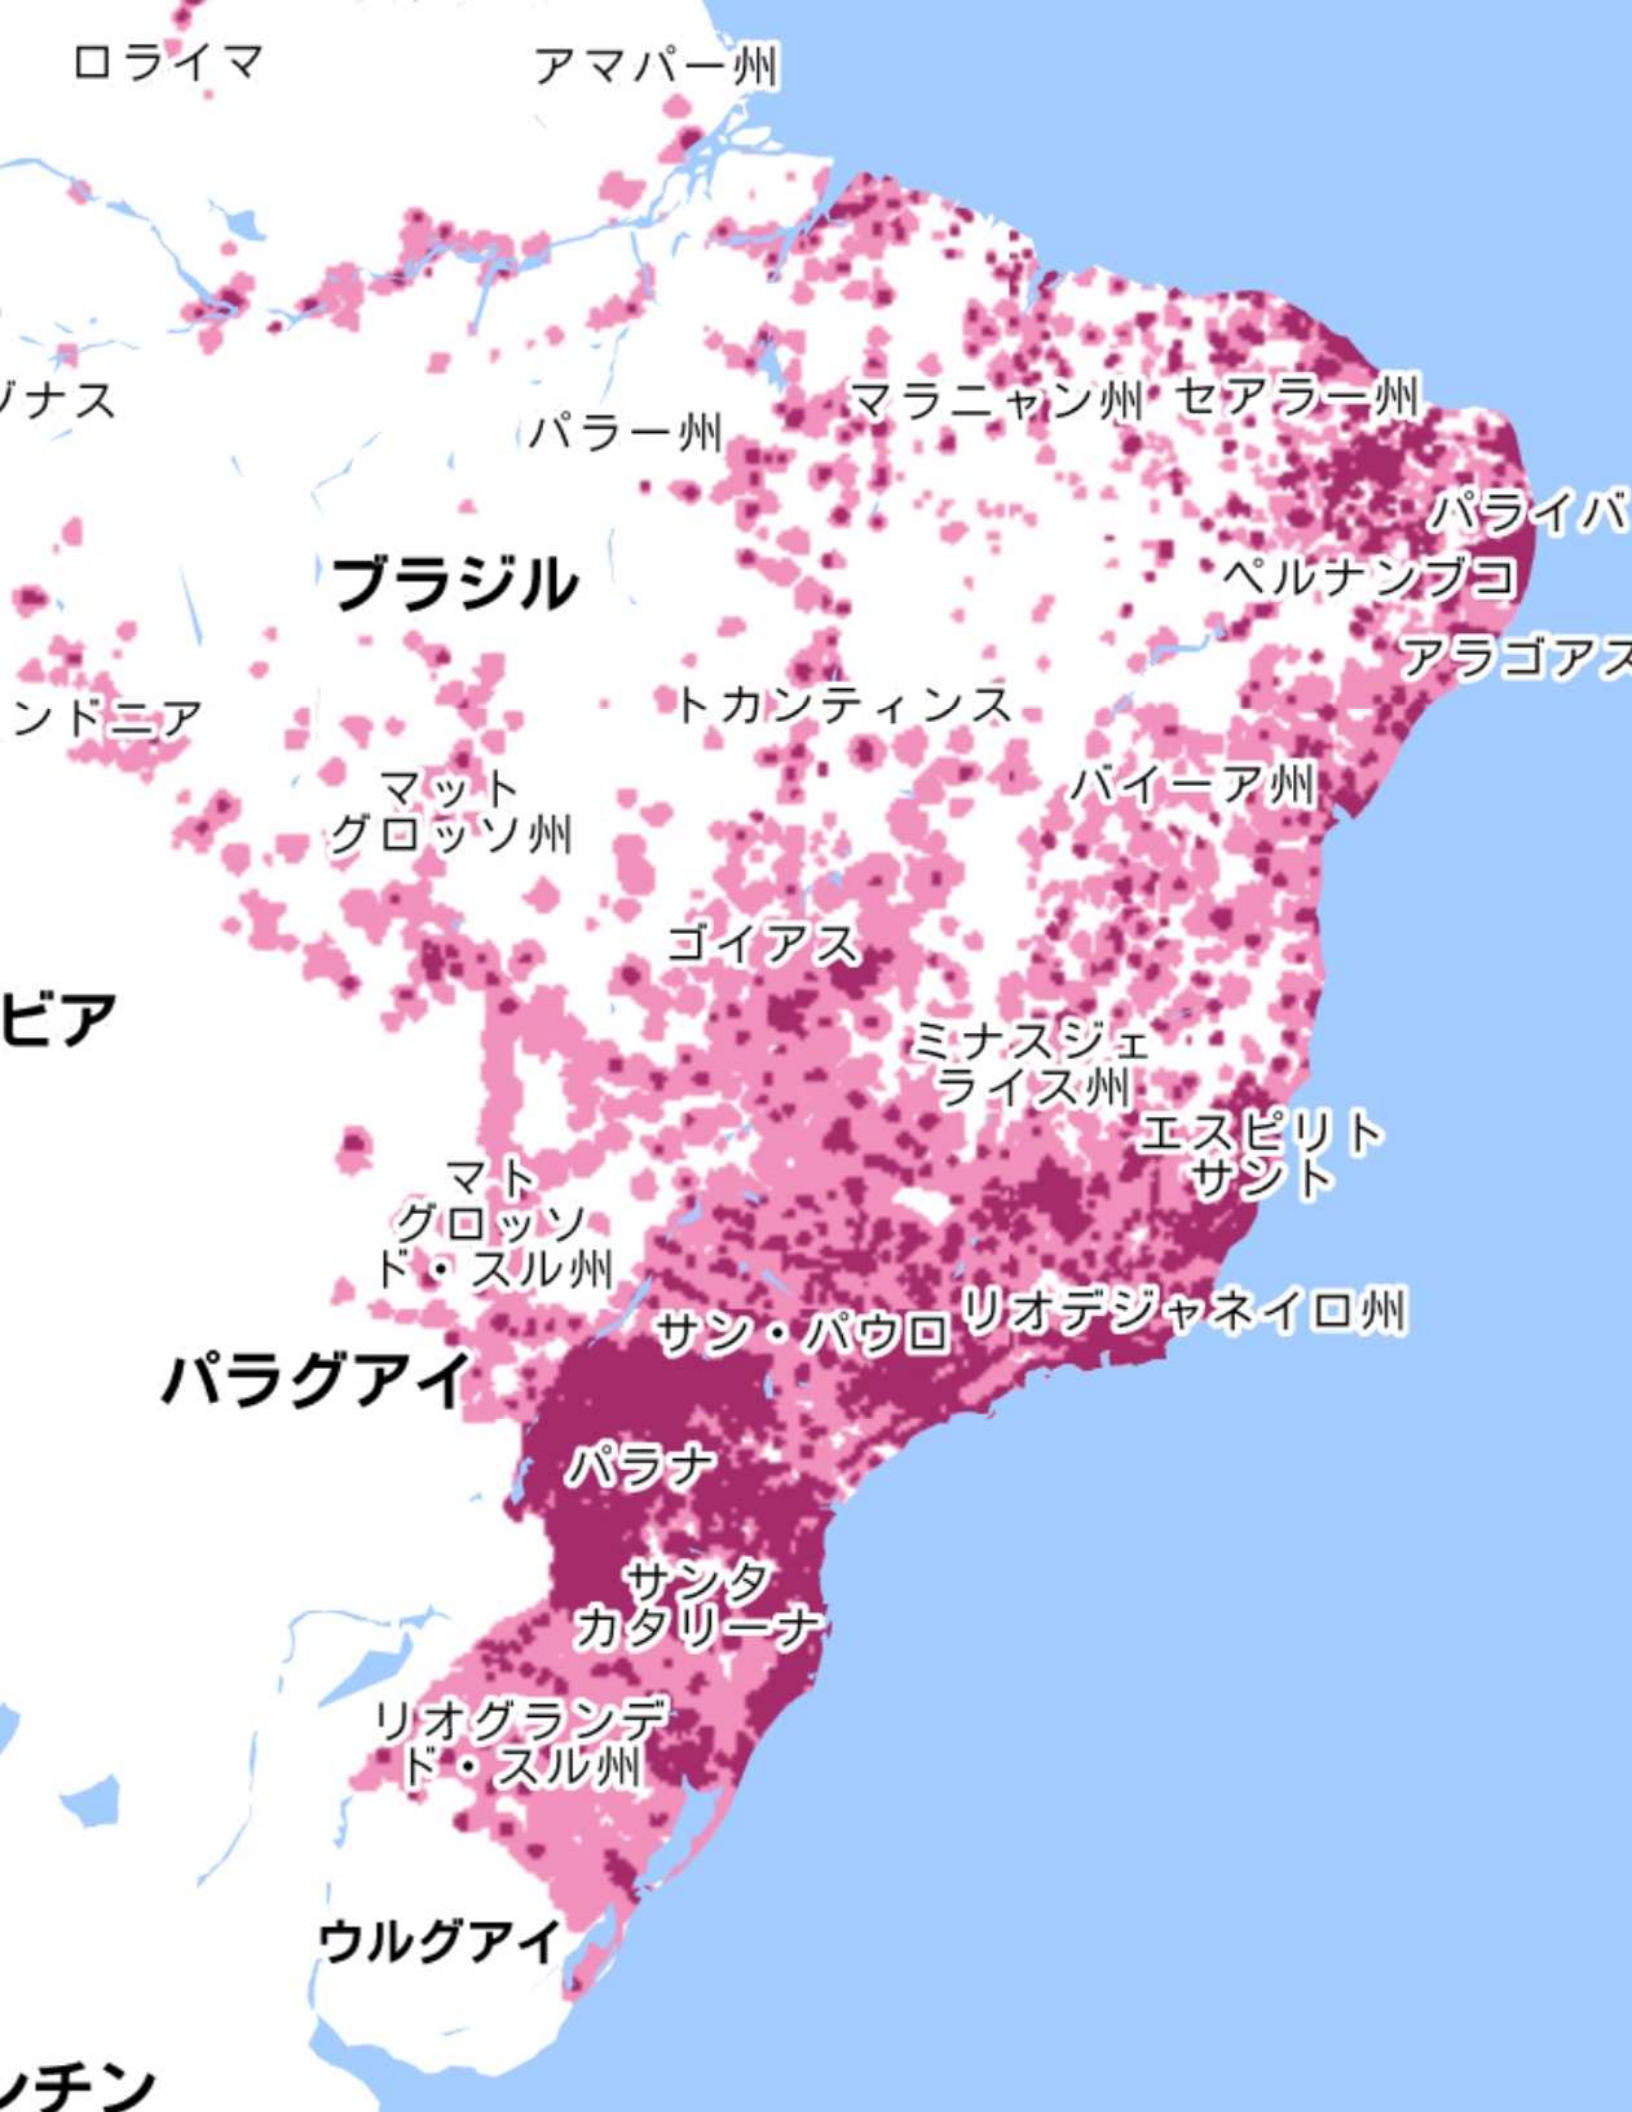 ロライマ
アマパー州
ナス
パラー州
マラニャン州
セアラー州
パライバ
ブラジル
ペルナンブコ
アラゴアス
ンドニア
トカンティンス
マット
グロッソ州
バイーア州
ゴイアス
ビア
ミナスジェ
ライス州
エスピリト
サント
マト
グロッソ
ド・スル州
サン・パウロ
リオデジャネイロ州
パラグアイ
パラナ
サンタ
カタリーナ
リオグランデ
ド・スル州
ウルグアイ
ンチン